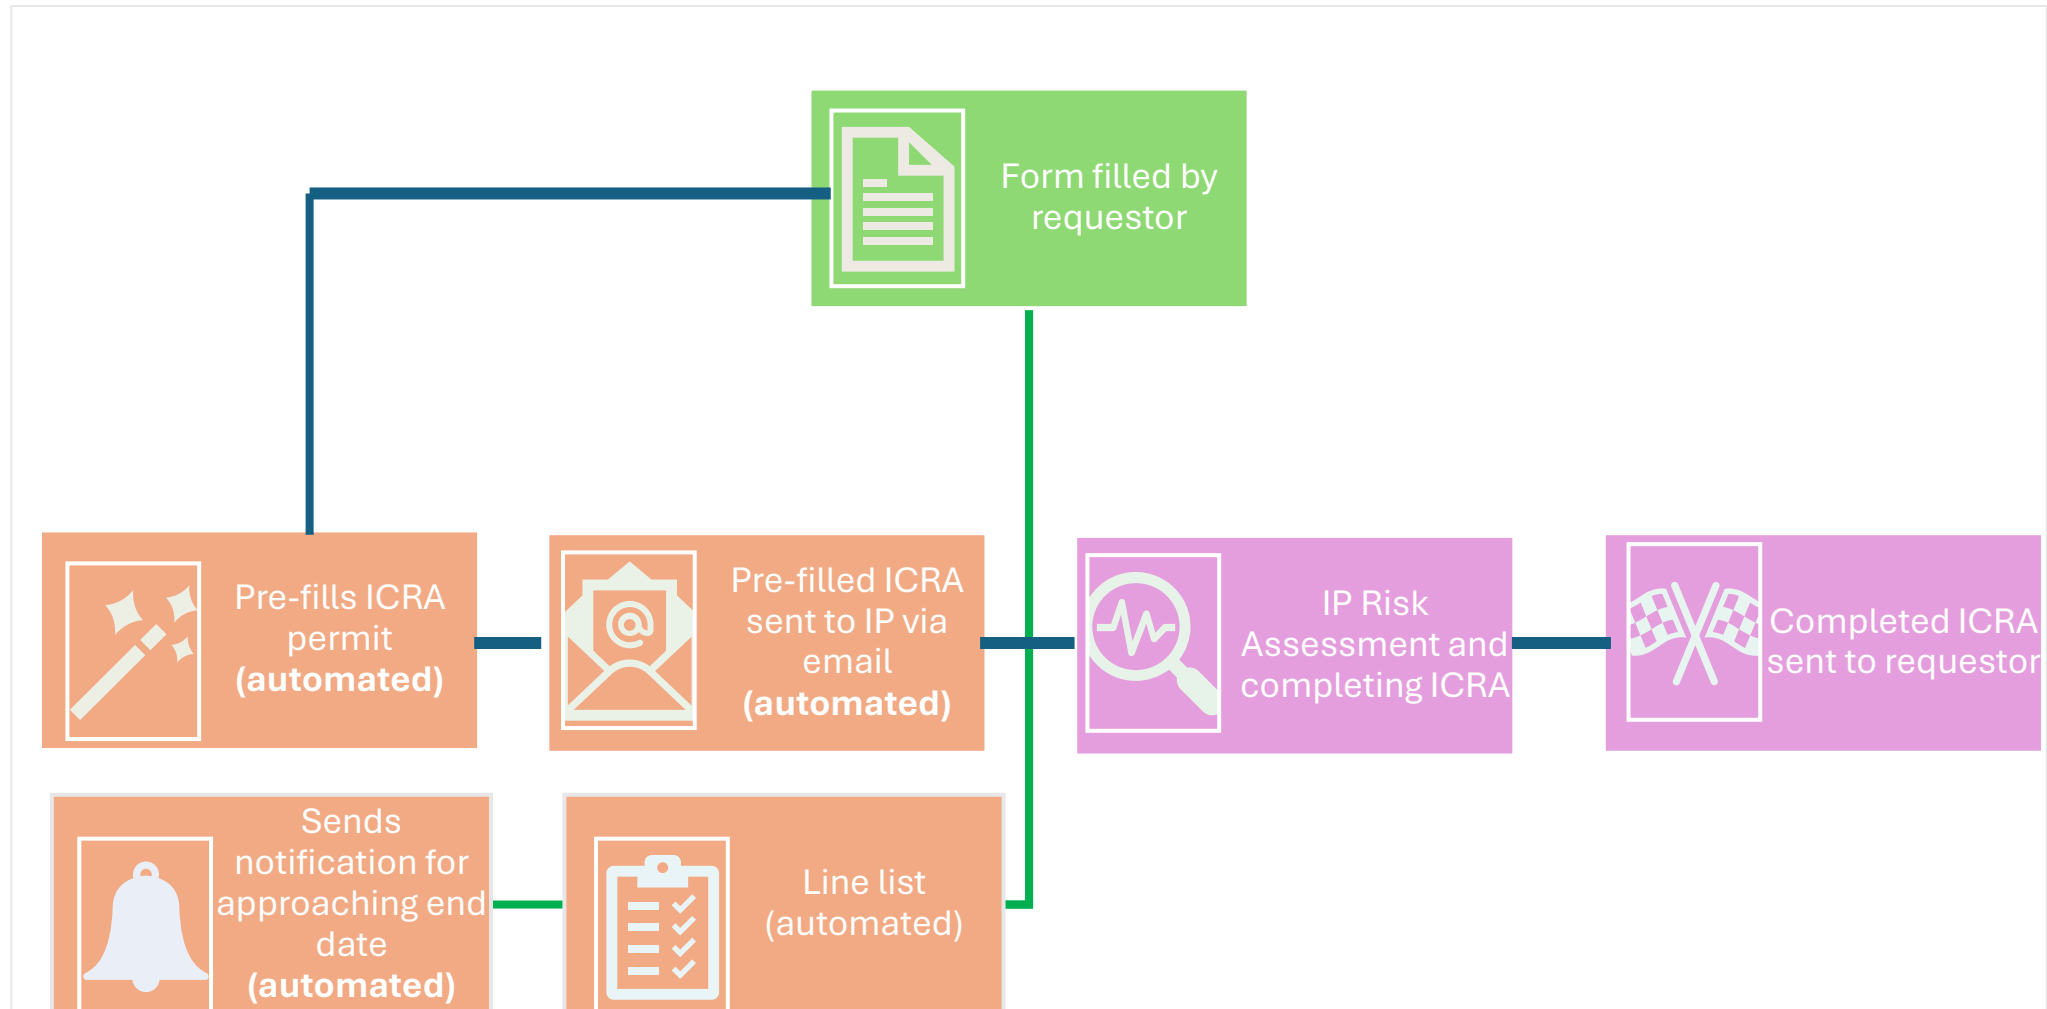 Form filled by
requestor
Pre-fills ICRA
permit
(automated)
Pre-filled ICRA
sent to IP via
email
(automated)
IP Risk
Assessment and
completing ICRA
Completed ICRA
sent to requestor
Sends
notification for
approaching end
date
(automated)
Line list
(automated)